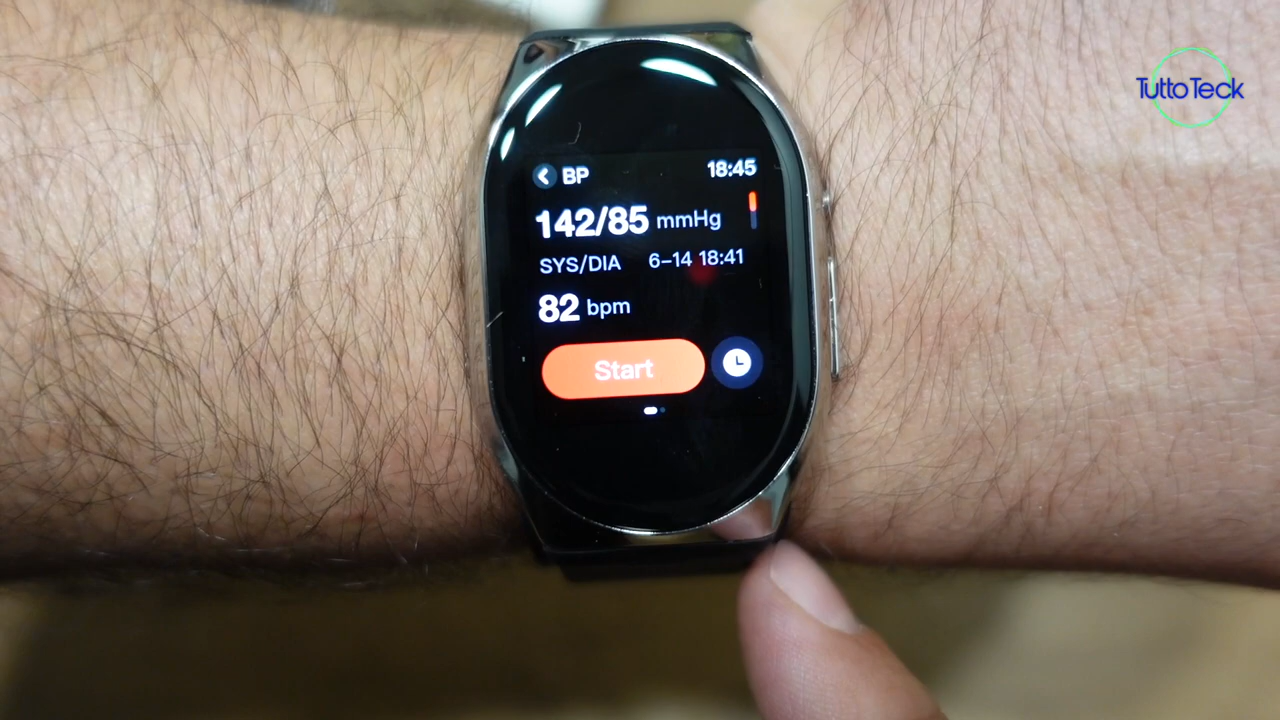 TuttoTeck
BP 18:45
142/85 mmHg
SYS/DIA 6-14 18:41
82 bpm
Start